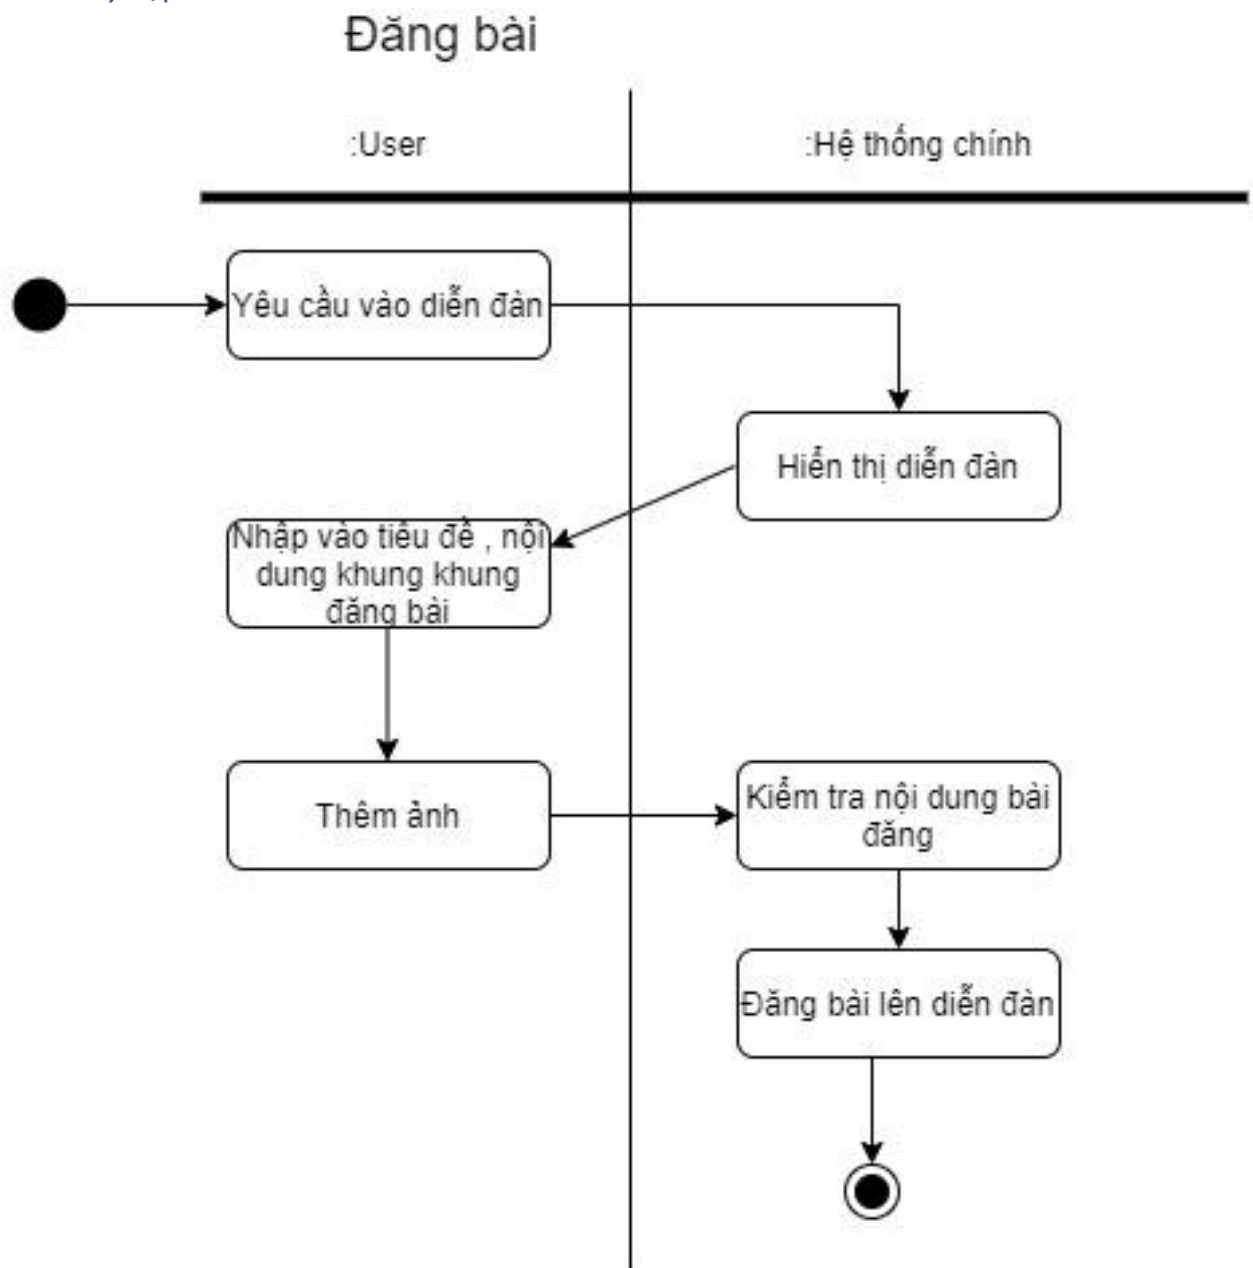 Đăng bài
:User
:Hệ thống chính
Yêu cầu vào diễn đàn
Hiển thị diễn đàn
Nhập vào tiêu đề , nội
dung khung khung
đăng bài
Thêm ảnh
Kiểm tra nội dung bài
đăng
Đăng bài lên diễn đàn